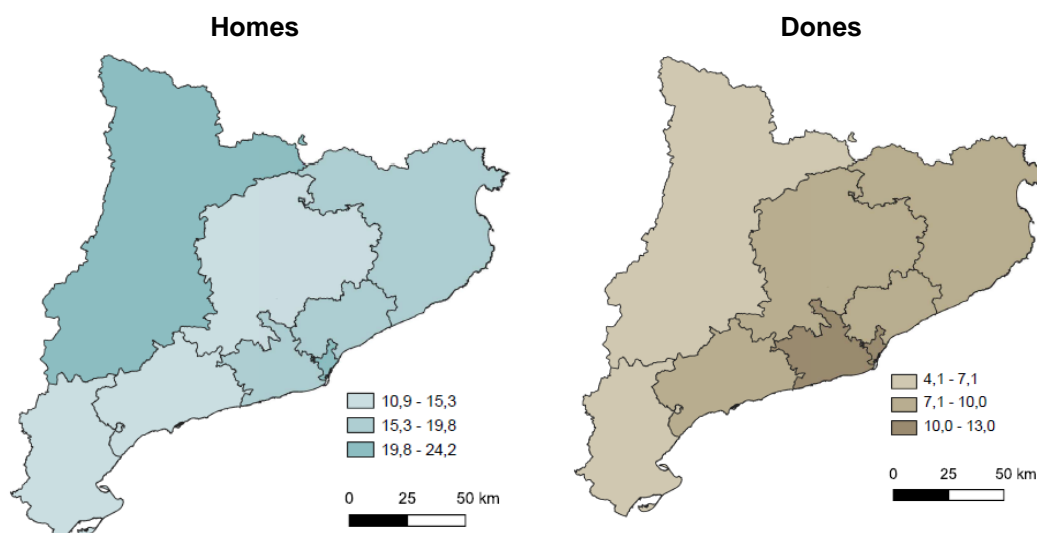 Homes
Dones
10,9 - 15,3
15,3 - 19,8
19,8 - 24,2
0 25 50 km
4,1 - 7,1
7,1 - 10,0
10,0 - 13,0
0 25 50 km